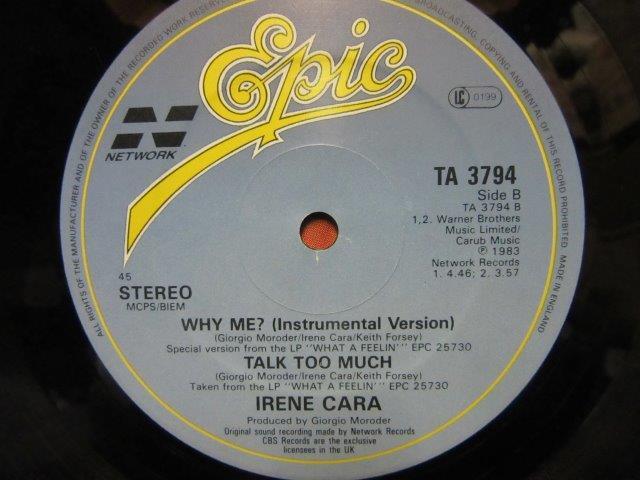 ALL RIGHTS OF THE MANUFACTURER AND OF THE OWNER OF THE RECORDED WORK RESERVED
BROADCASTING, COPYING AND RENTAL OF THIS RECORD PROHIBITED. MADE IN ENGLAND
Epic
LC 0199
N
NETWORK
TA 3794
Side B
TA 3794 B
1,2. Warner Brothers
Music Limited/
Carub Music
℗ 1983
Network Records
1. 4.46; 2. 3.57
45
STEREO
MCPS/BIEM
WHY ME? (Instrumental Version)
(Giorgio Moroder/Irene Cara/Keith Forsey)
Special version from the LP "WHAT A FEELIN'" EPC 25730
TALK TOO MUCH
(Giorgio Moroder/Irene Cara/Keith Forsey)
Taken from the LP "WHAT A FEELIN'" EPC 25730
IRENE CARA
Produced by Giorgio Moroder
Original sound recording made by Network Records
CBS Records are the exclusive
licensees in the UK